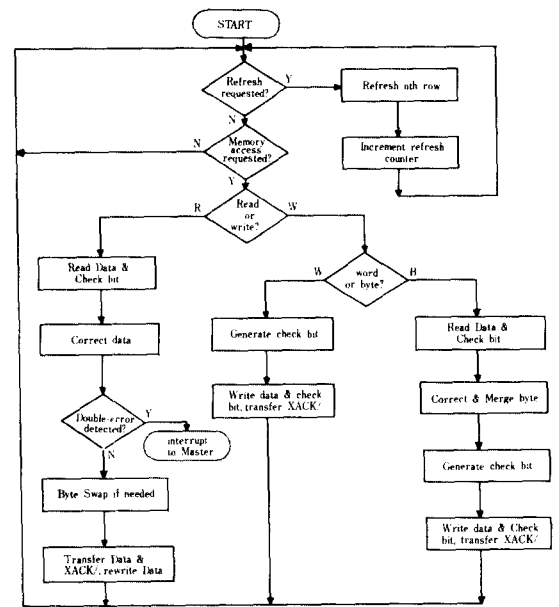 START
Refresh
requested?
Y
Refresh nth row
N
Increment refresh
counter
N
Memory
access
requested?
Y
R
Read
or
write?
W
Read Data &
Check bit
W
word
or byte?
B
Generate check bit
Read Data &
Check bit
Correct data
Write data & check
bit, transfer XACK/
Correct & Merge byte
Double-error
detected?
Y
interrupt
to Master
N
Generate check bit
Byte Swap if needed
Write data & Check
bit, transfer XACK/
Transfer Data &
XACK/, rewrite Data